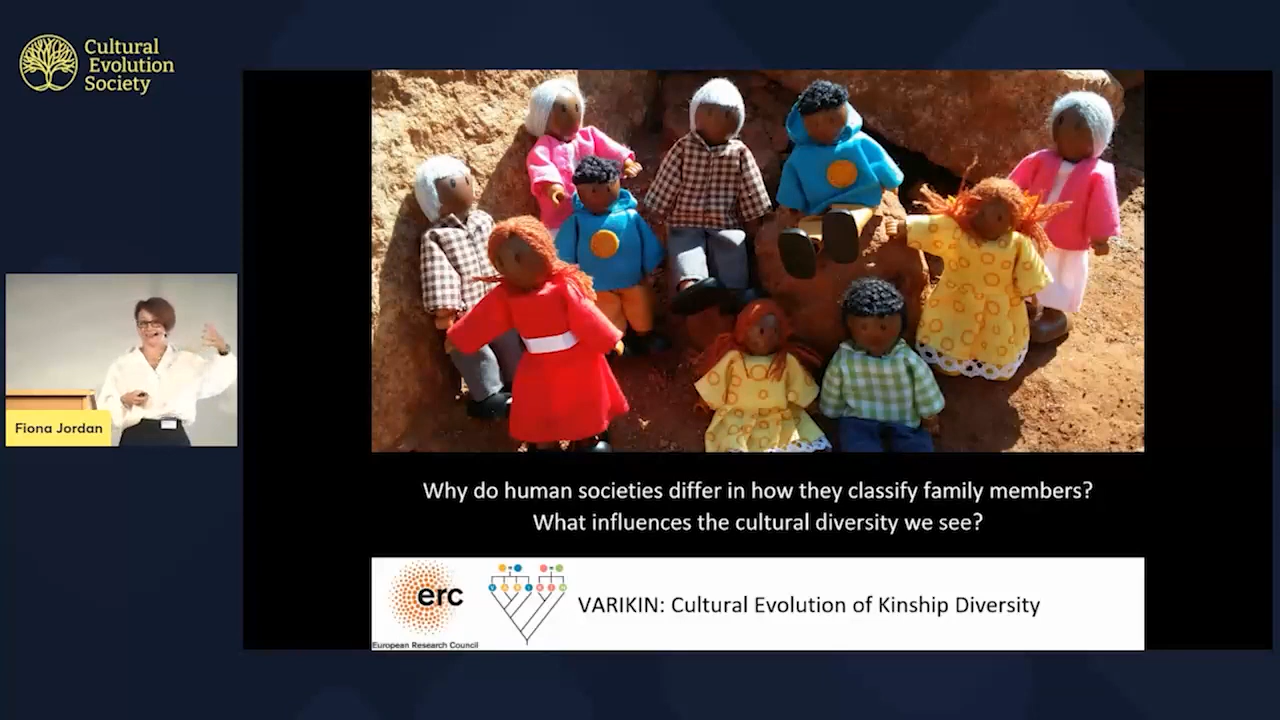 Cultural
Evolution
Society
Fiona Jordan
Why do human societies differ in how they classify family members?
What influences the cultural diversity we see?
erc
European Research Council
VARIKIN: Cultural Evolution of Kinship Diversity